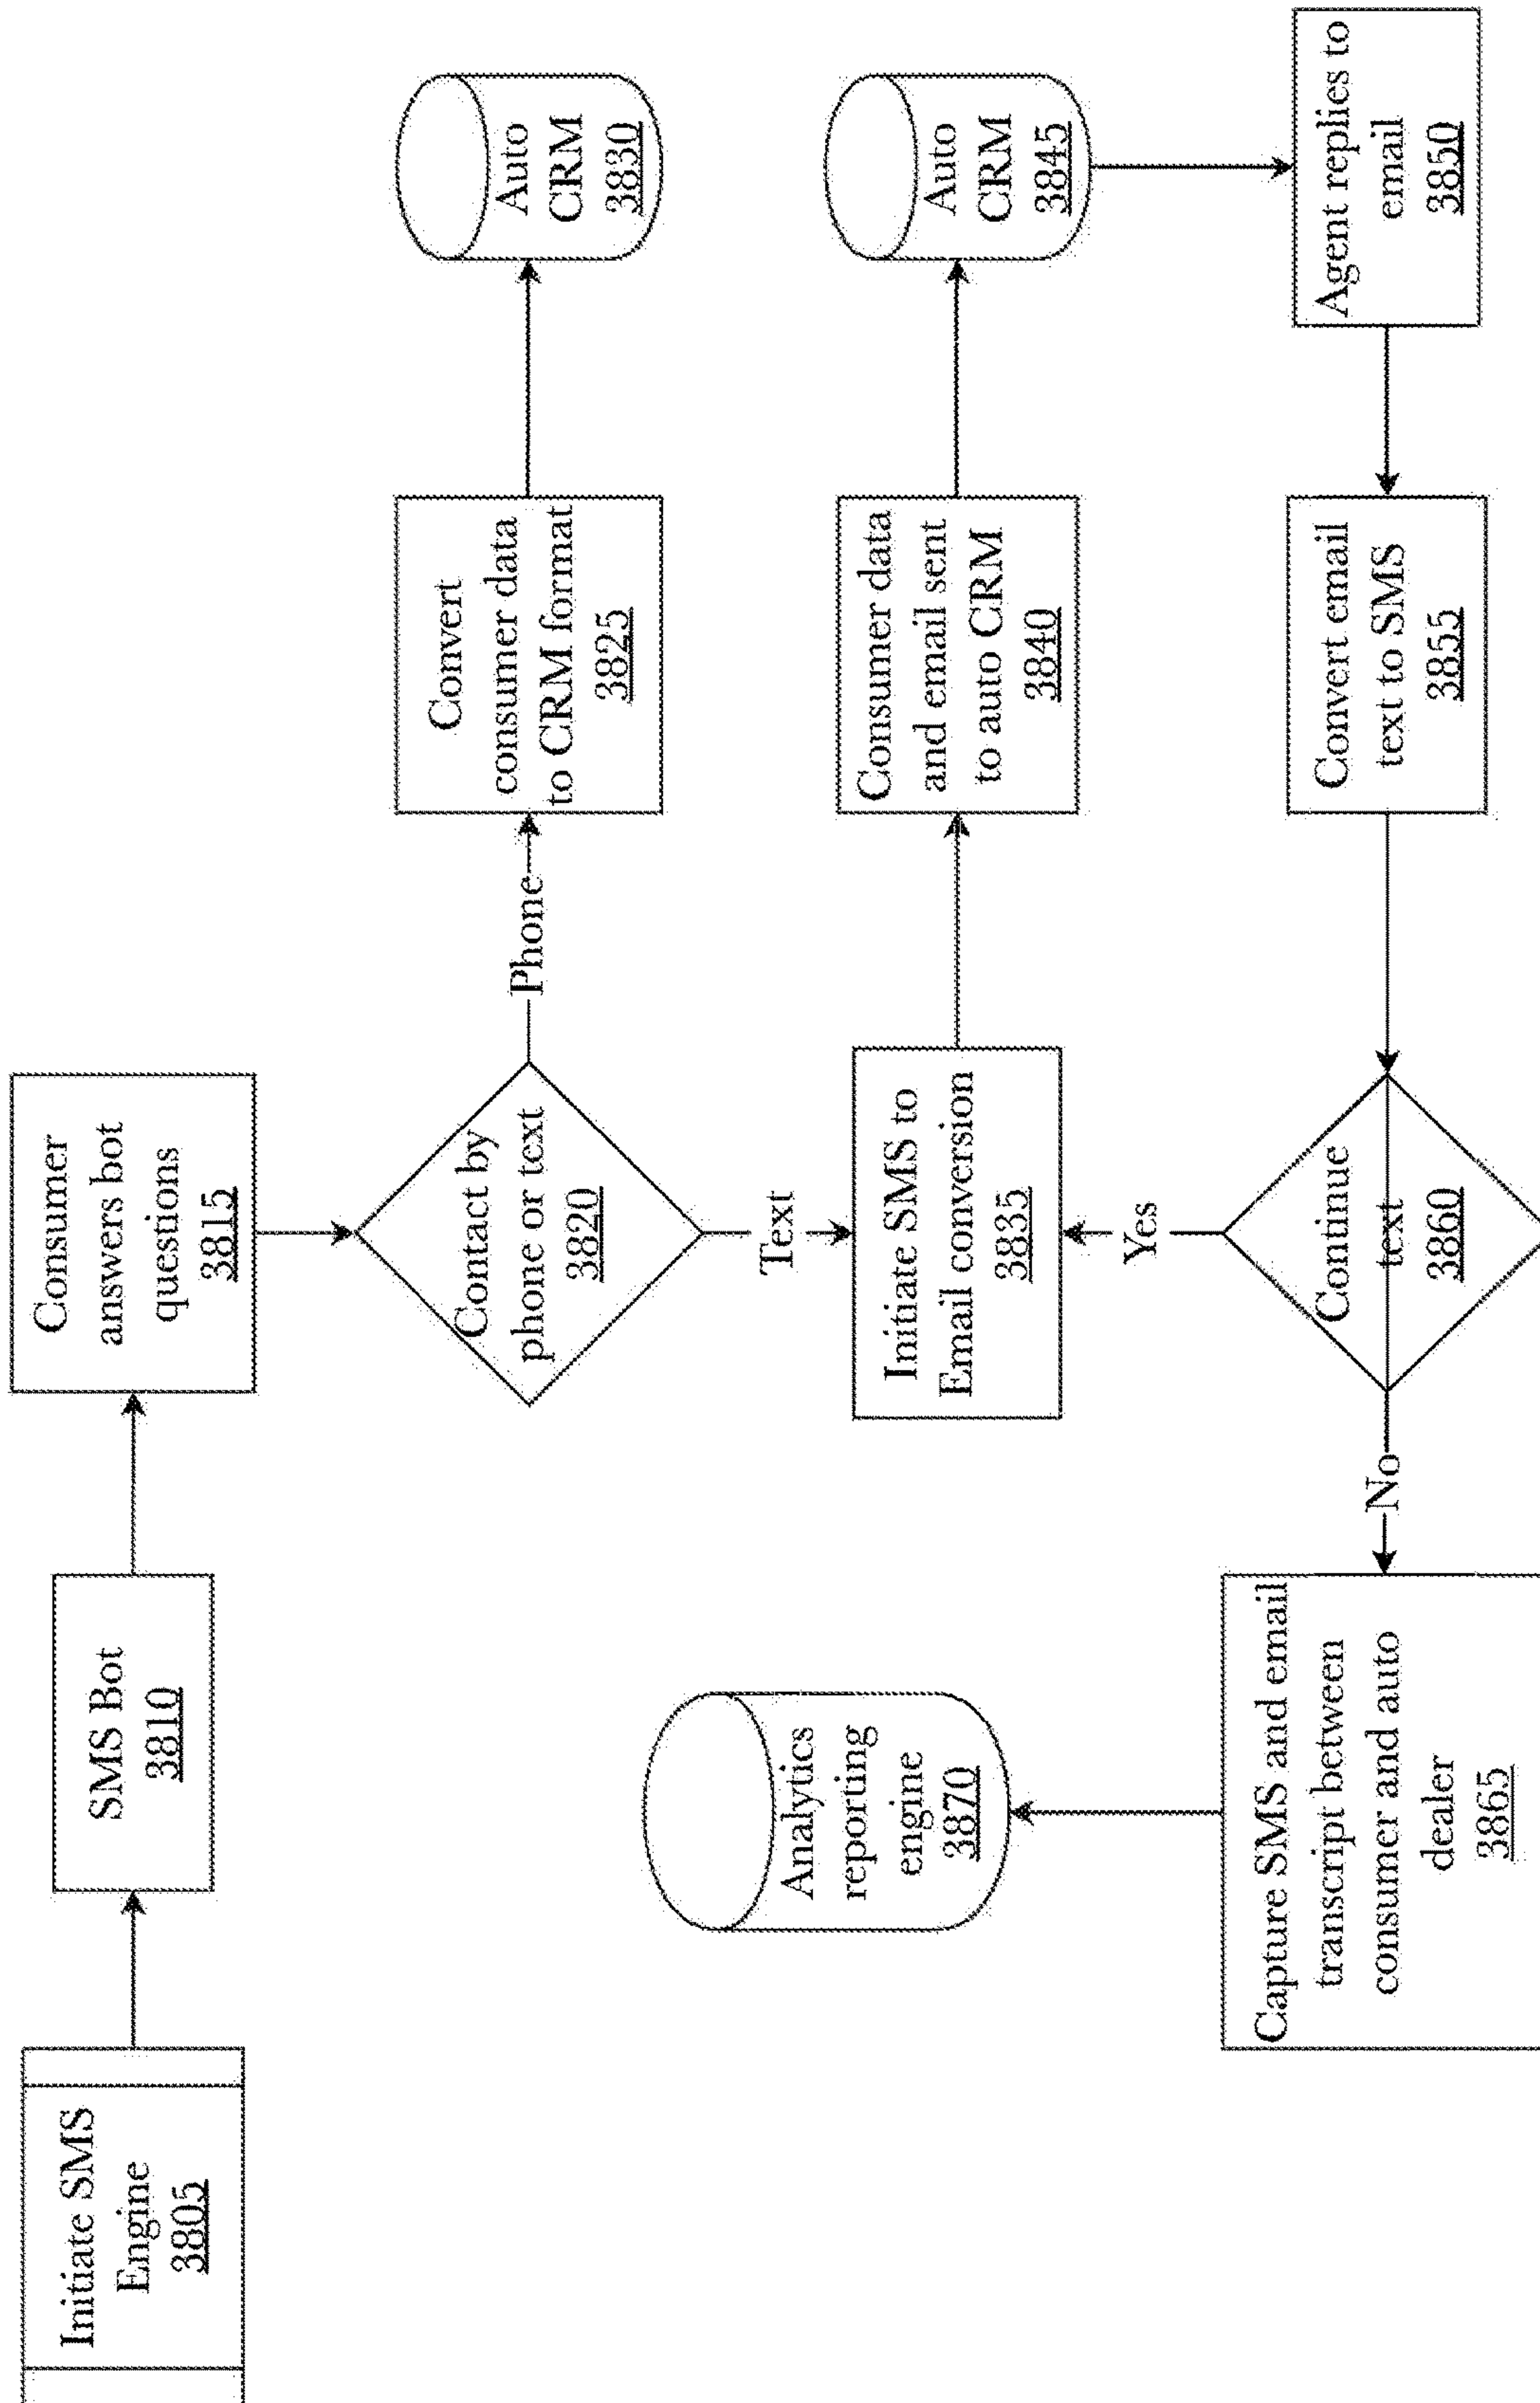 Initiate SMS
Engine
3805
SMS Bot
3810
Consumer
answers bot
questions
3815
Contact by
phone or text
3820
Phone
Convert
consumer data
to CRM format
3825
Auto
CRM
3830
Text
Initiate SMS to
Email conversion
3835
Consumer data
and email sent
to auto CRM
3840
Auto
CRM
3845
Agent replies to
email
3850
Convert email
text to SMS
3855
Continue
text
3860
Yes
No
Capture SMS and email
transcript between
consumer and auto
dealer
3865
Analytics
reporting
engine
3870